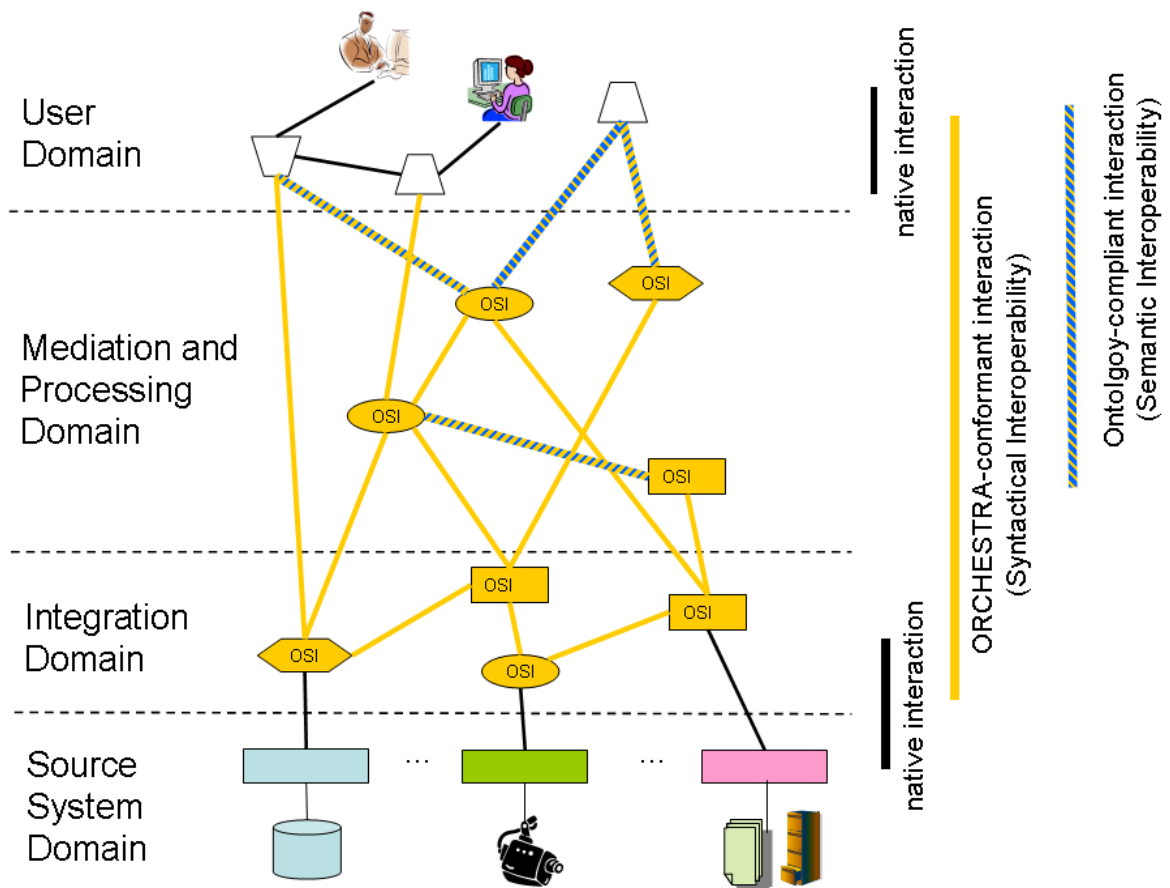 User
Domain
Mediation and
Processing
Domain
Integration
Domain
Source
System
Domain
OSI
OSI
OSI
OSI
OSI
OSI
OSI
OSI
...
...
native interaction
native interaction
ORCHESTRA-conformant interaction
(Syntactical Interoperability)
Ontolgoy-compliant interaction
(Semantic Interoperability)